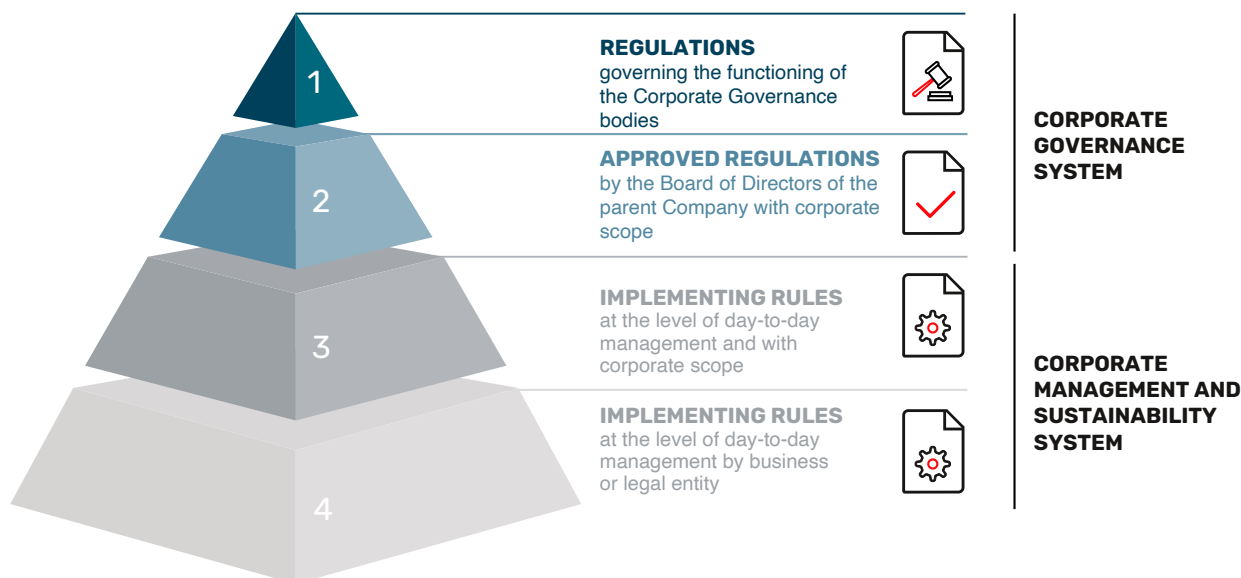 1
REGULATIONS
governing the functioning of
the Corporate Governance
bodies
2
APPROVED REGULATIONS
by the Board of Directors of the
parent Company with corporate
scope
CORPORATE
GOVERNANCE
SYSTEM
3
IMPLEMENTING RULES
at the level of day-to-day
management and with
corporate scope
4
IMPLEMENTING RULES
at the level of day-to-day
management by business
or legal entity
CORPORATE
MANAGEMENT AND
SUSTAINABILITY
SYSTEM